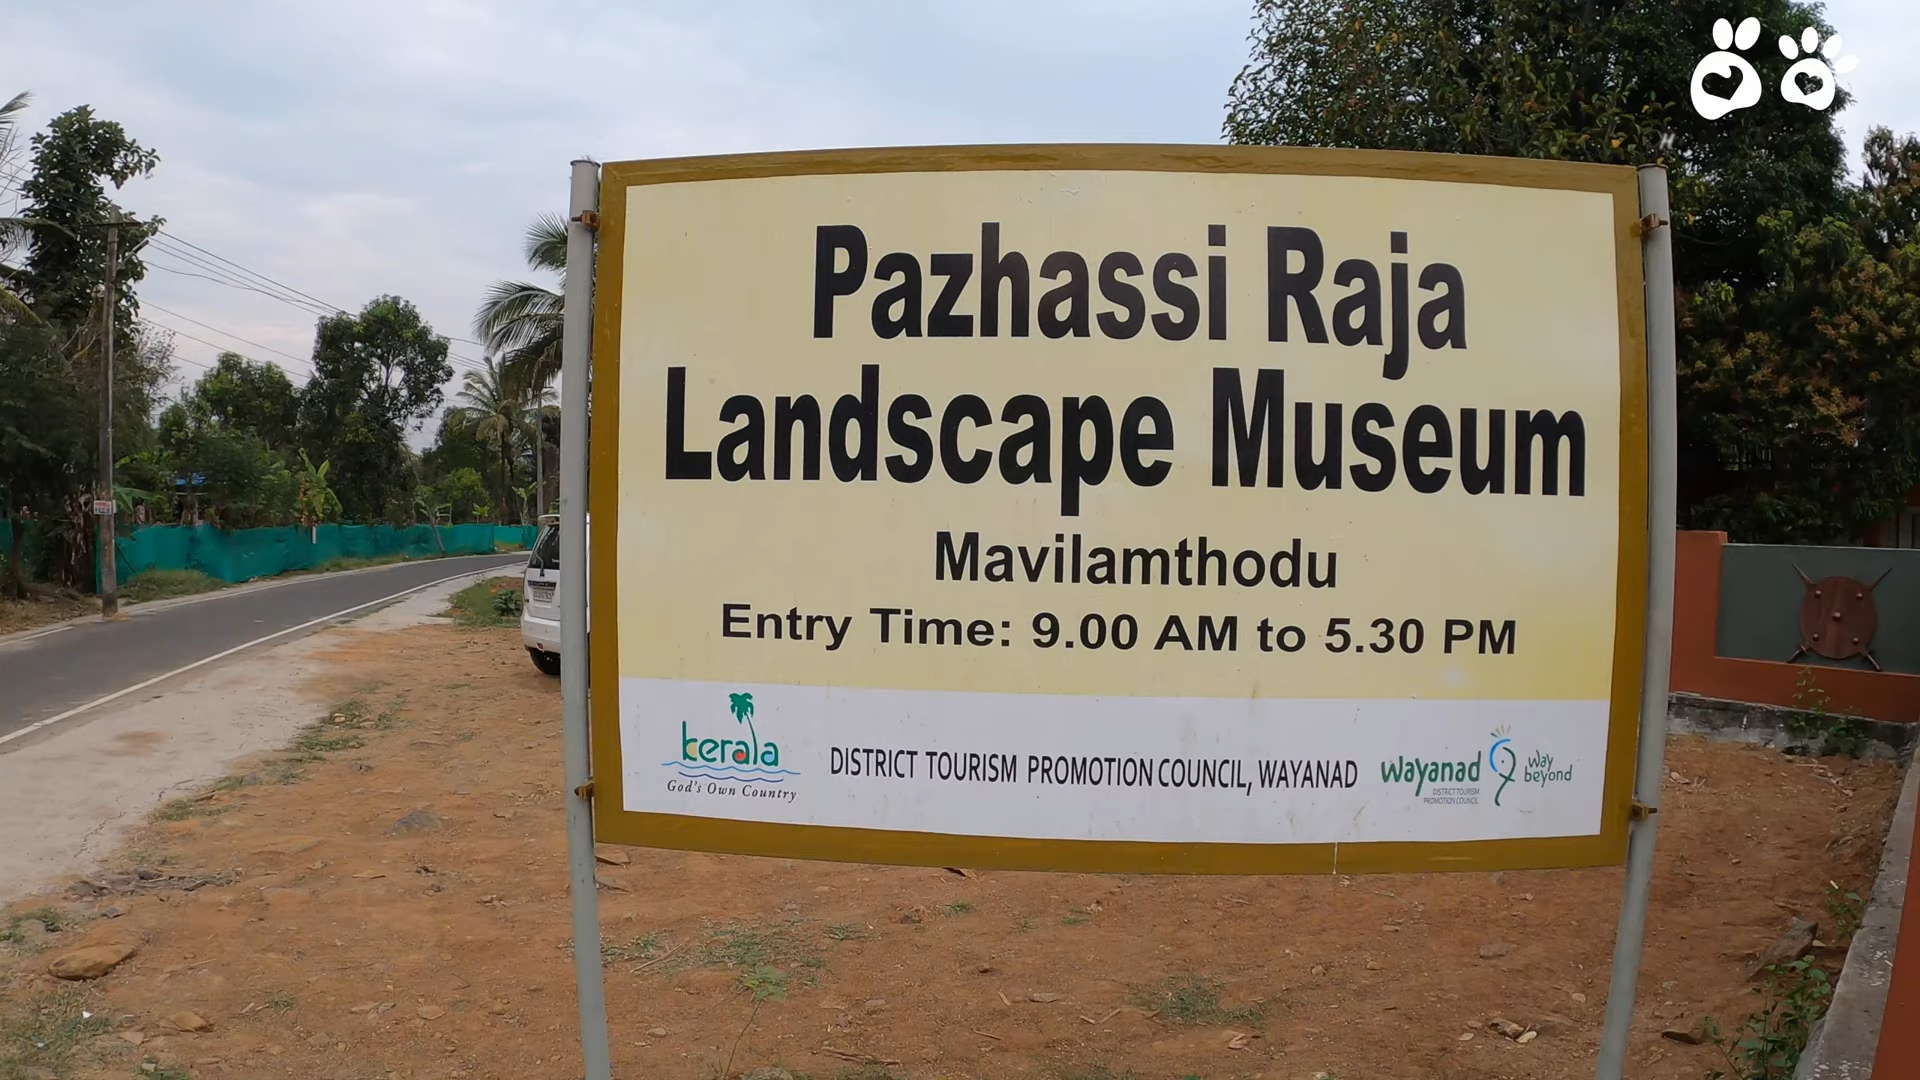 Pazhassi Raja
Landscape Museum
Mavilamthodu
Entry Time: 9.00 AM to 5.30 PM
kerala
God's Own Country
DISTRICT TOURISM PROMOTION COUNCIL, WAYANAD
wayanad
DISTRICT TOURISM
PROMOTION COUNCIL
way
beyond